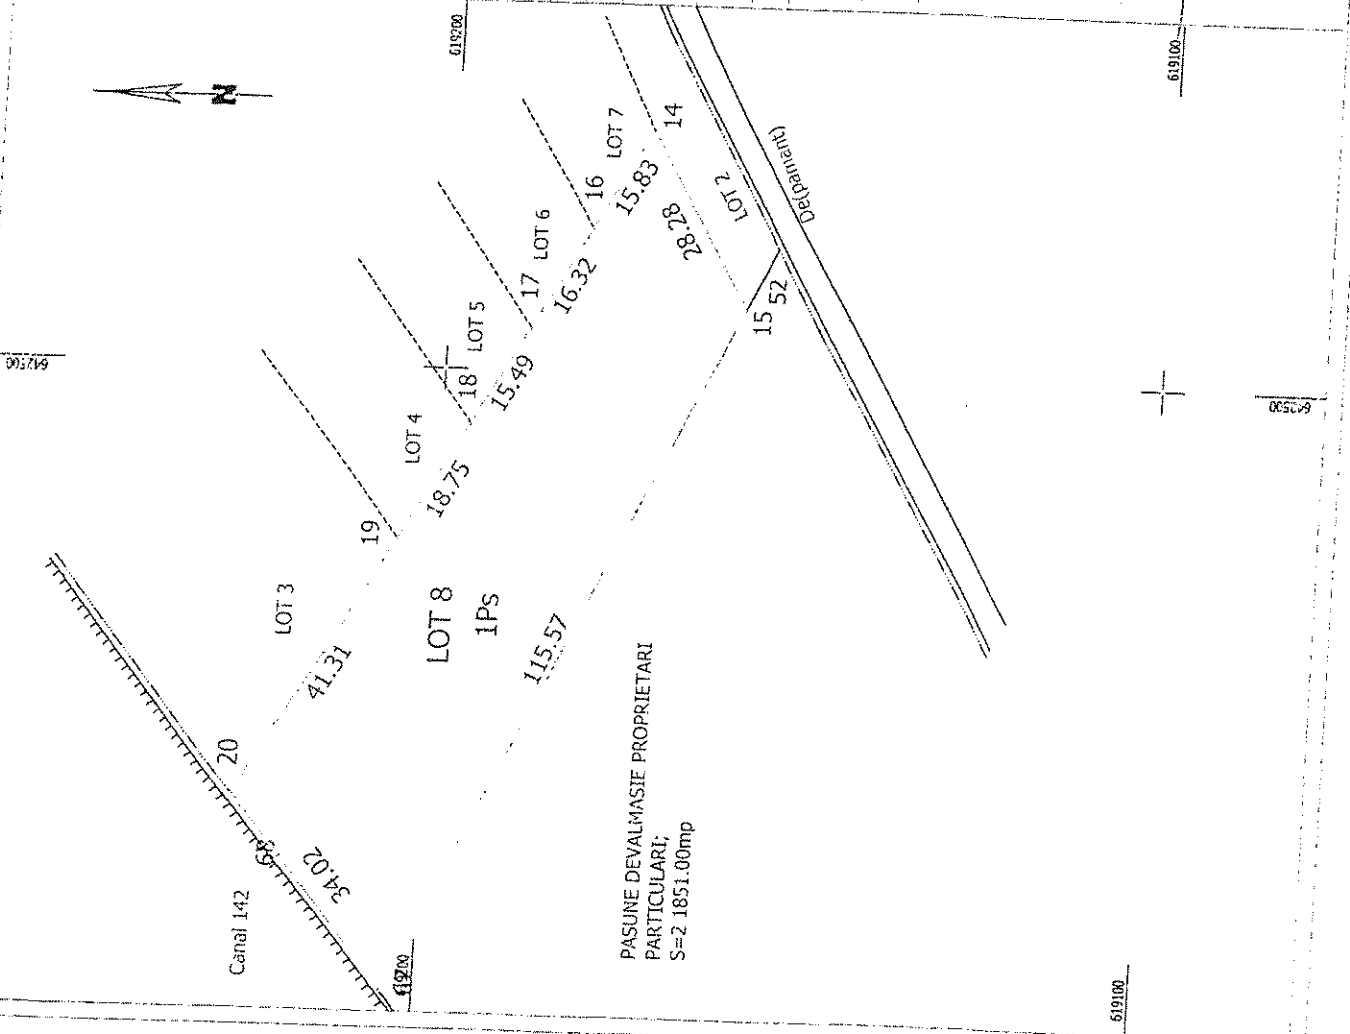 619200
619100
N
14
LOT 7
15.83
16
LOT 2
De(pamant)
28.28
LOT 6
17
16.32
52
15
LOT 5
18
15.49
642500
LOT 4
18.75
19
LOT 3
LOT 8
1Ps
41.31
115.57
20
34.02
Canal 142
PASUNE DEVALMASIE PROPRIETARI
PARTICULARI;
S=2 1851.00mp
619100